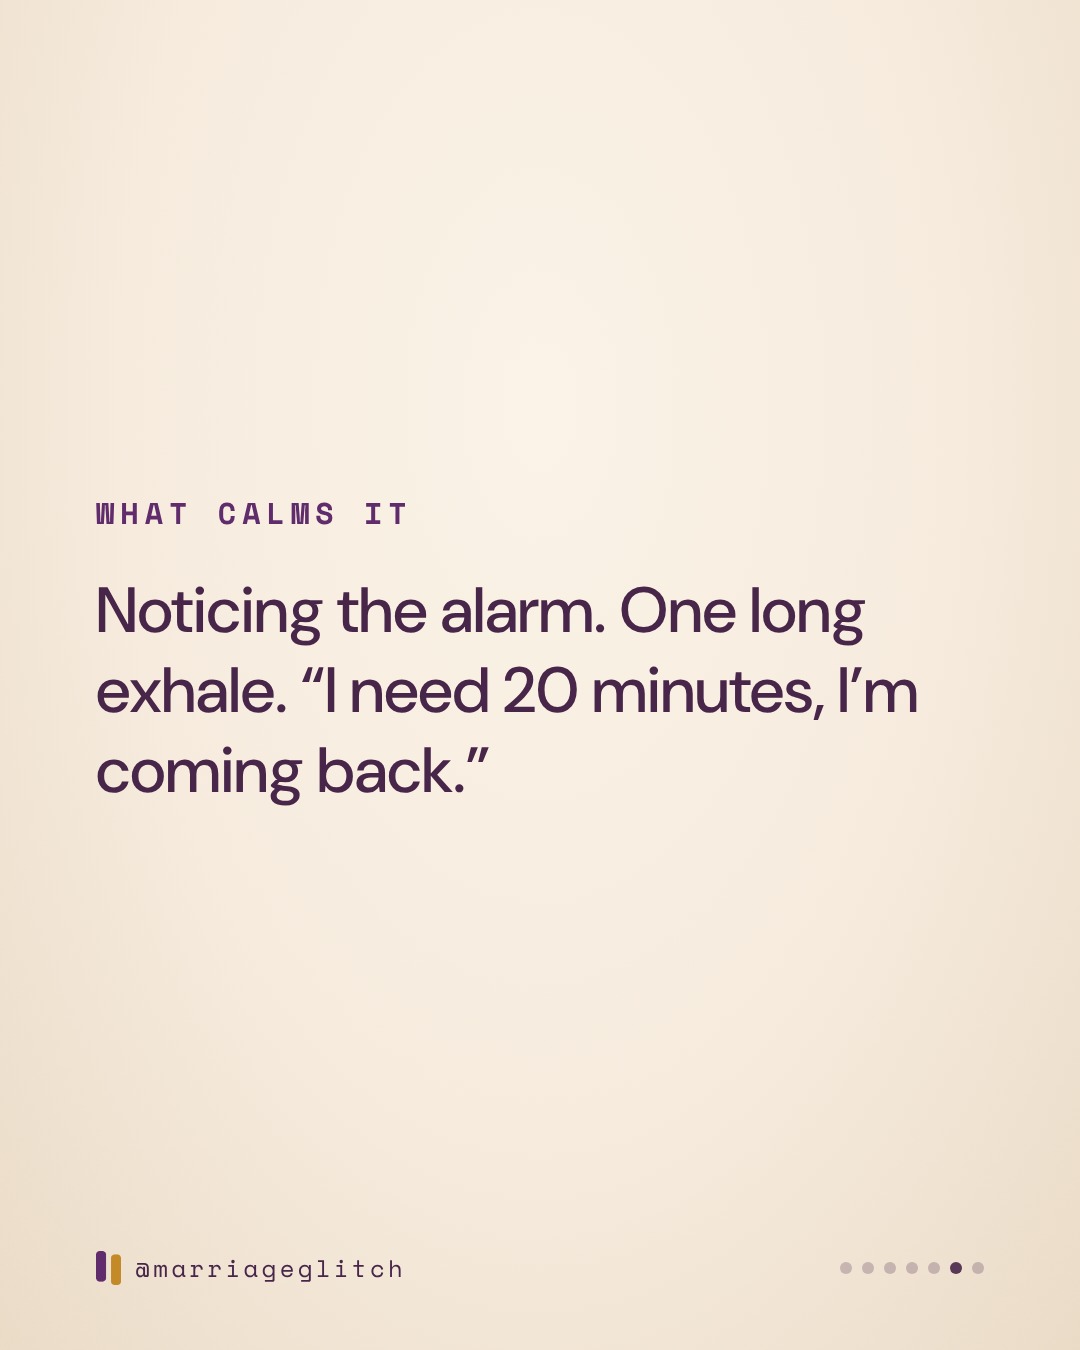 WHAT CALMS IT
Noticing the alarm. One long
exhale. “I need 20 minutes, I’m
coming back.”
@marriageglitch